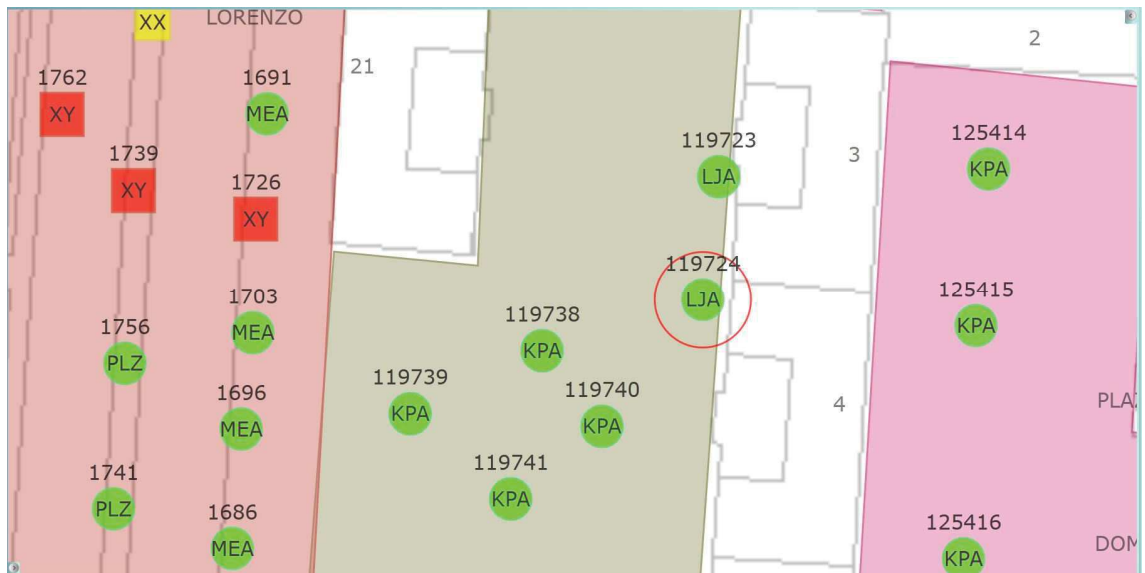 XX
LORENZO
2
1762
XY
1691
MEA
21
1739
XY
119723
LJA
3
125414
KPA
1726
XY
119724
LJA
1703
MEA
119738
KPA
125415
KPA
1756
PLZ
119739
KPA
119740
KPA
4
PLAZ
1696
MEA
1741
PLZ
119741
KPA
1686
MEA
125416
KPA
DOM